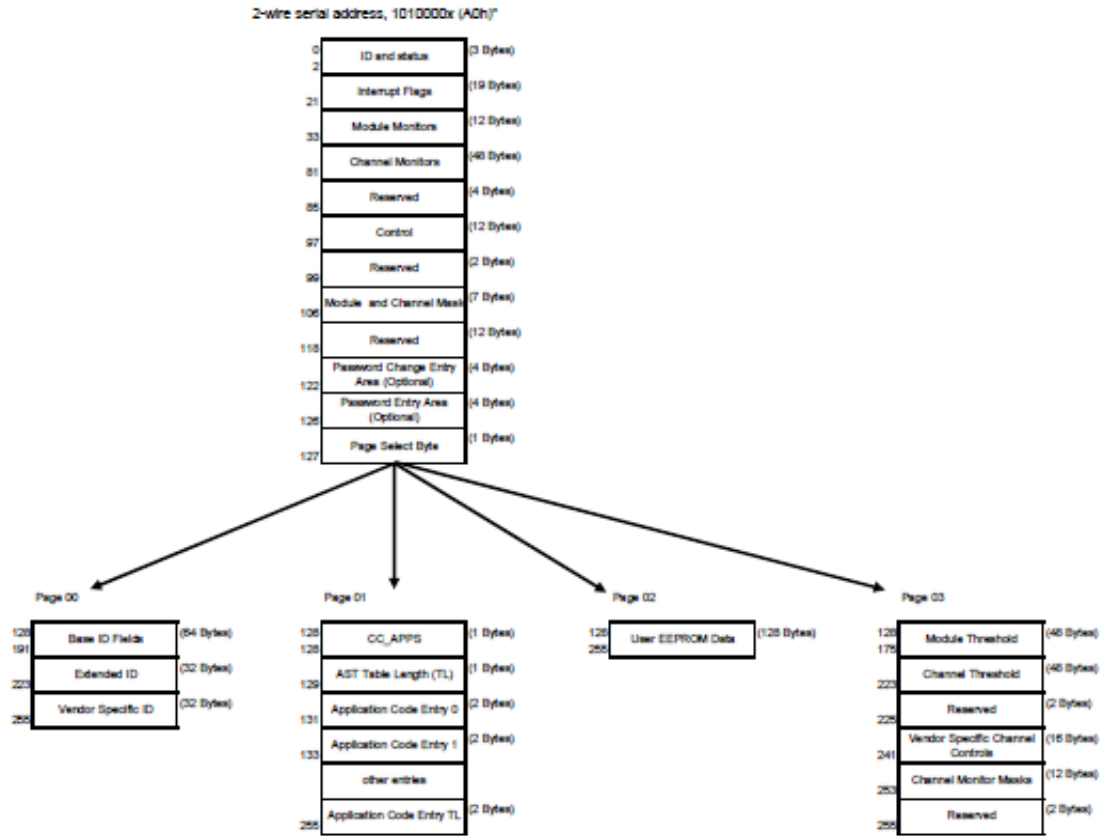 2-wire serial address, 1010000x (A0h)"
0
ID and status
(3 Bytes)
2
Interrupt Flags
(19 Bytes)
21
Module Monitors
(12 Bytes)
33
Channel Monitors
(48 Bytes)
81
Reserved
(4 Bytes)
85
Control
(12 Bytes)
97
Reserved
(2 Bytes)
99
Module and Channel Mask
(7 Bytes)
106
Reserved
(12 Bytes)
118
Password Change Entry
Area (Optional)
(4 Bytes)
122
Password Entry Area
(Optional)
(4 Bytes)
126
Page Select Byte
(1 Bytes)
127
Page 00
128
Base ID Fields
(64 Bytes)
191
Extended ID
(32 Bytes)
223
Vendor Specific ID
(32 Bytes)
255
Page 01
128
CC_APPS
(1 Bytes)
128
AST Table Length (TL)
(1 Bytes)
129
Application Code Entry 0
(2 Bytes)
131
Application Code Entry 1
(2 Bytes)
133
other entries
Application Code Entry TL
(2 Bytes)
255
Page 02
128
User EEPROM Data
(128 Bytes)
255
Page 03
128
Module Threshold
(48 Bytes)
175
Channel Threshold
(48 Bytes)
223
Reserved
(2 Bytes)
225
Vendor Specific Channel
Controls
(16 Bytes)
241
Channel Monitor Masks
(12 Bytes)
253
Reserved
(2 Bytes)
255